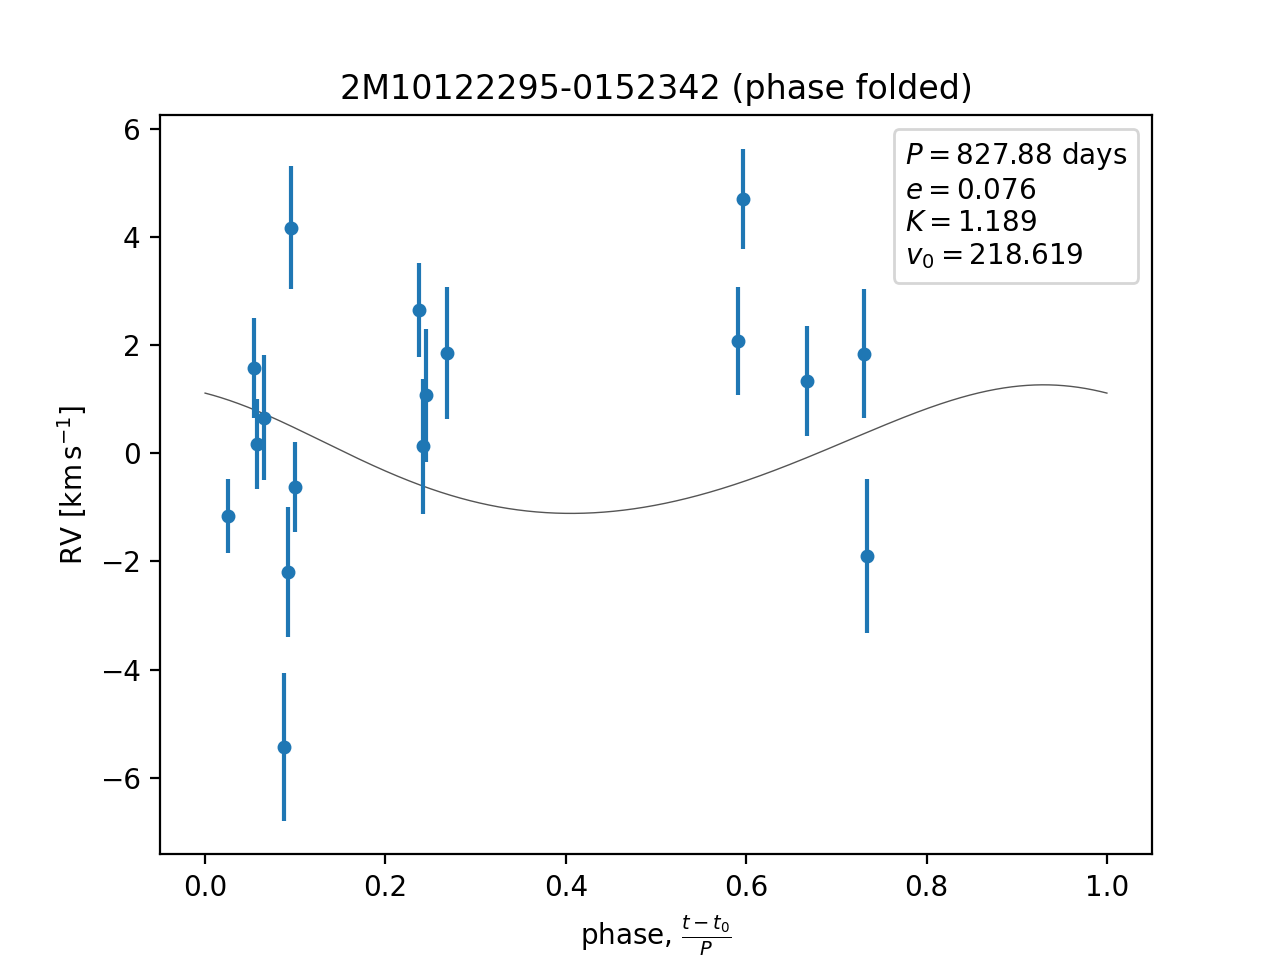 2M10122295-0152342 (phase folded)
P = 827.88 days
e = 0.076
K = 1.189
v₀ = 218.619
RV [km s⁻¹]
6
4
2
0
−2
−4
−6
0.0 0.2 0.4 0.6 0.8 1.0
phase, (t − t₀)/P